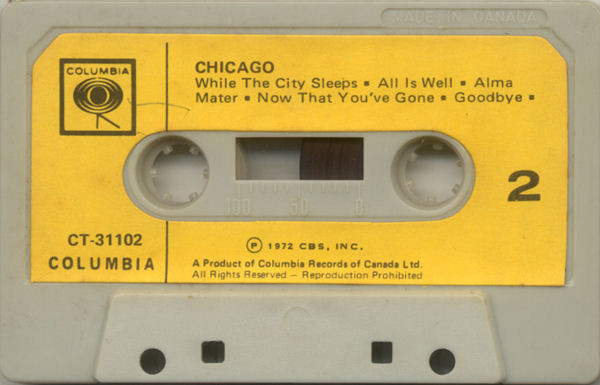 MADE IN CANADA
COLUMBIA
CHICAGO
While The City Sleeps ▪ All Is Well ▪ Alma
Mater ▪ Now That You've Gone ▪ Goodbye ▪
100 50 0
2
CT-31102
COLUMBIA
℗ 1972 CBS, INC.
A Product of Columbia Records of Canada Ltd.
All Rights Reserved — Reproduction Prohibited